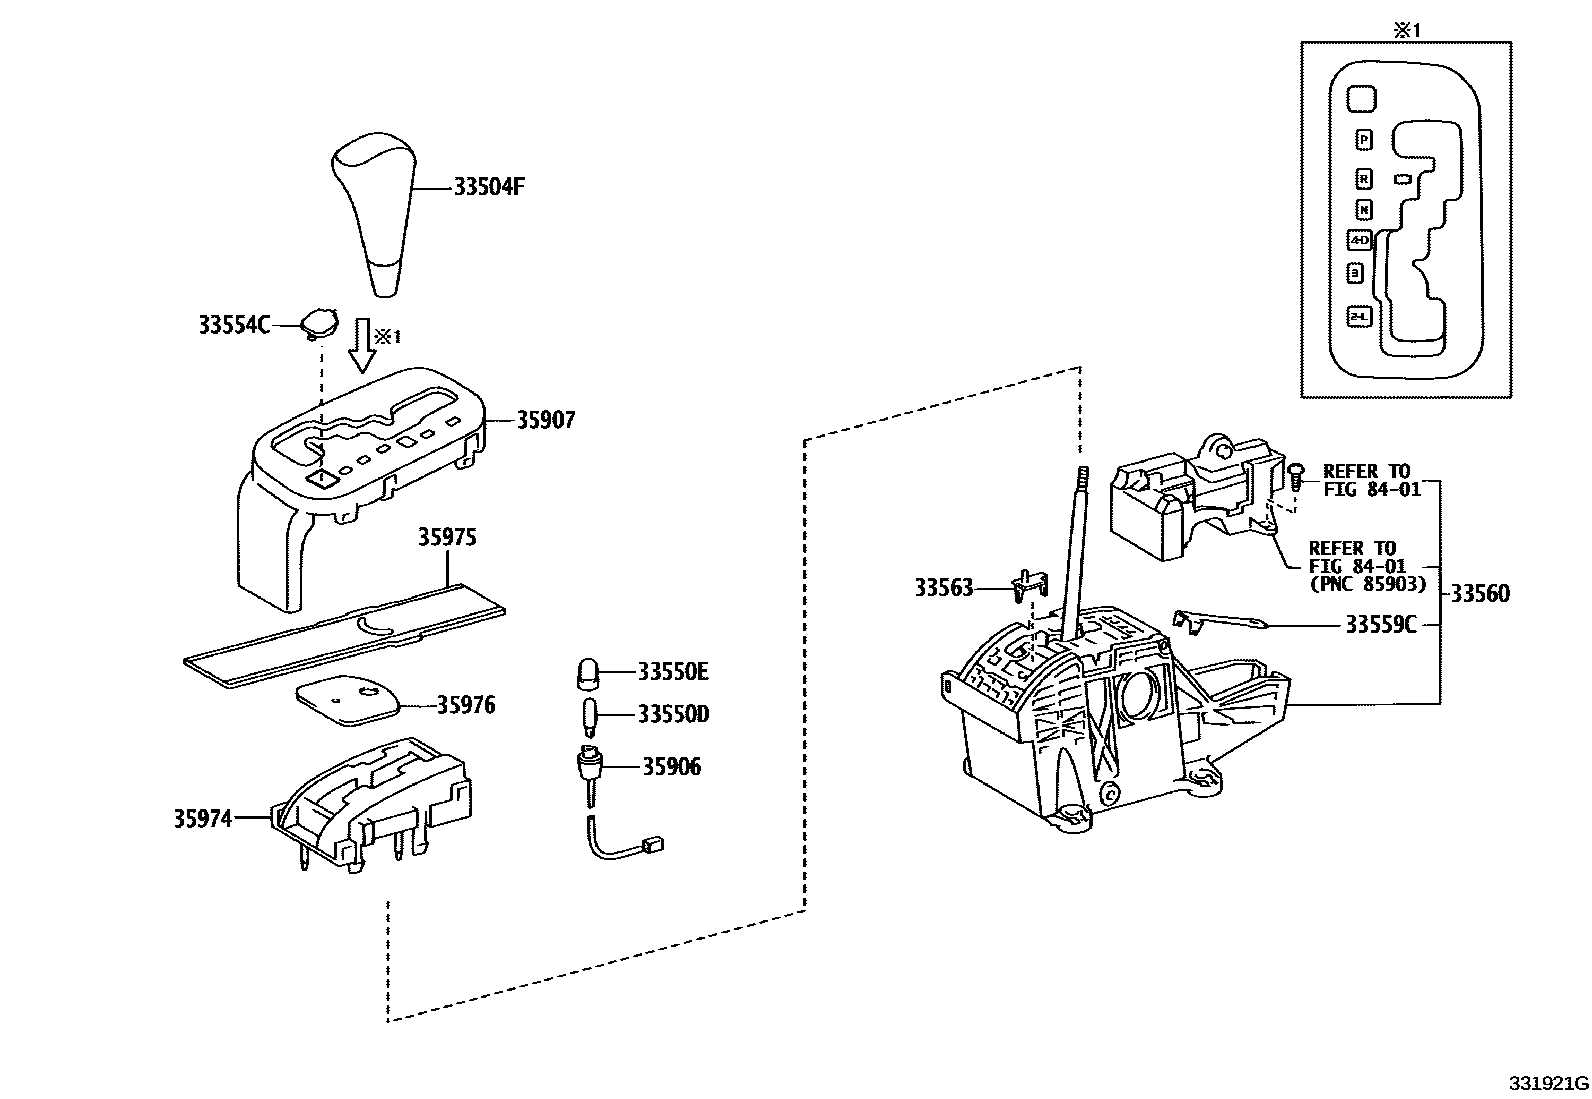 ※1
P
R
N
4-D
3
2-L
33504F
33554C
※1
35907
35975
35976
35974
33550E
33550D
35906
REFER TO
FIG 84-01
REFER TO
FIG 84-01
(PNC 85903)
33563
33560
33559C
331921G